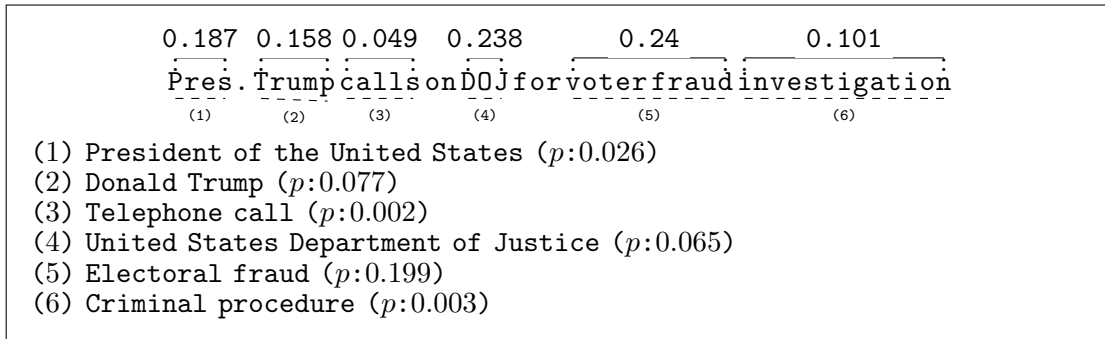 0.187 0.158 0.049 0.238 0.24 0.101
Pres. Trump calls on DOJ for voter fraud investigation
(1) (2) (3) (4) (5) (6)
(1) President of the United States (p:0.026)
(2) Donald Trump (p:0.077)
(3) Telephone call (p:0.002)
(4) United States Department of Justice (p:0.065)
(5) Electoral fraud (p:0.199)
(6) Criminal procedure (p:0.003)